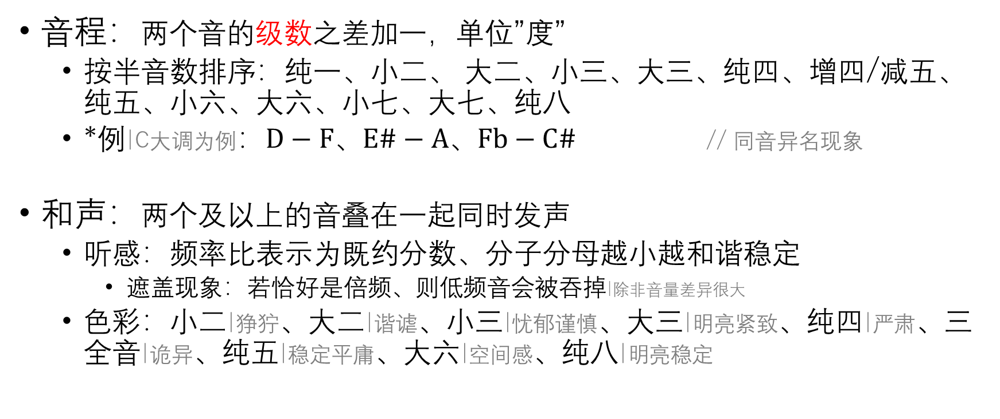 • 音程：两个音的级数之差加一，单位”度”
• 按半音数排序：纯一、小二、 大二、小三、大三、纯四、增四/减五、
纯五、小六、大六、小七、大七、纯八
• *例|C大调为例：D – F、E# – A、Fb – C# // 同音异名现象
• 和声：两个及以上的音叠在一起同时发声
• 听感：频率比表示为既约分数、分子分母越小越和谐稳定
• 遮盖现象：若恰好是倍频、则低频音会被吞掉|除非音量差异很大
• 色彩：小二|狰狞、大二|谐谑、小三|忧郁谨慎、大三|明亮紧致、纯四|严肃、三
全音|诡异、纯五|稳定平庸、大六|空间感、纯八|明亮稳定